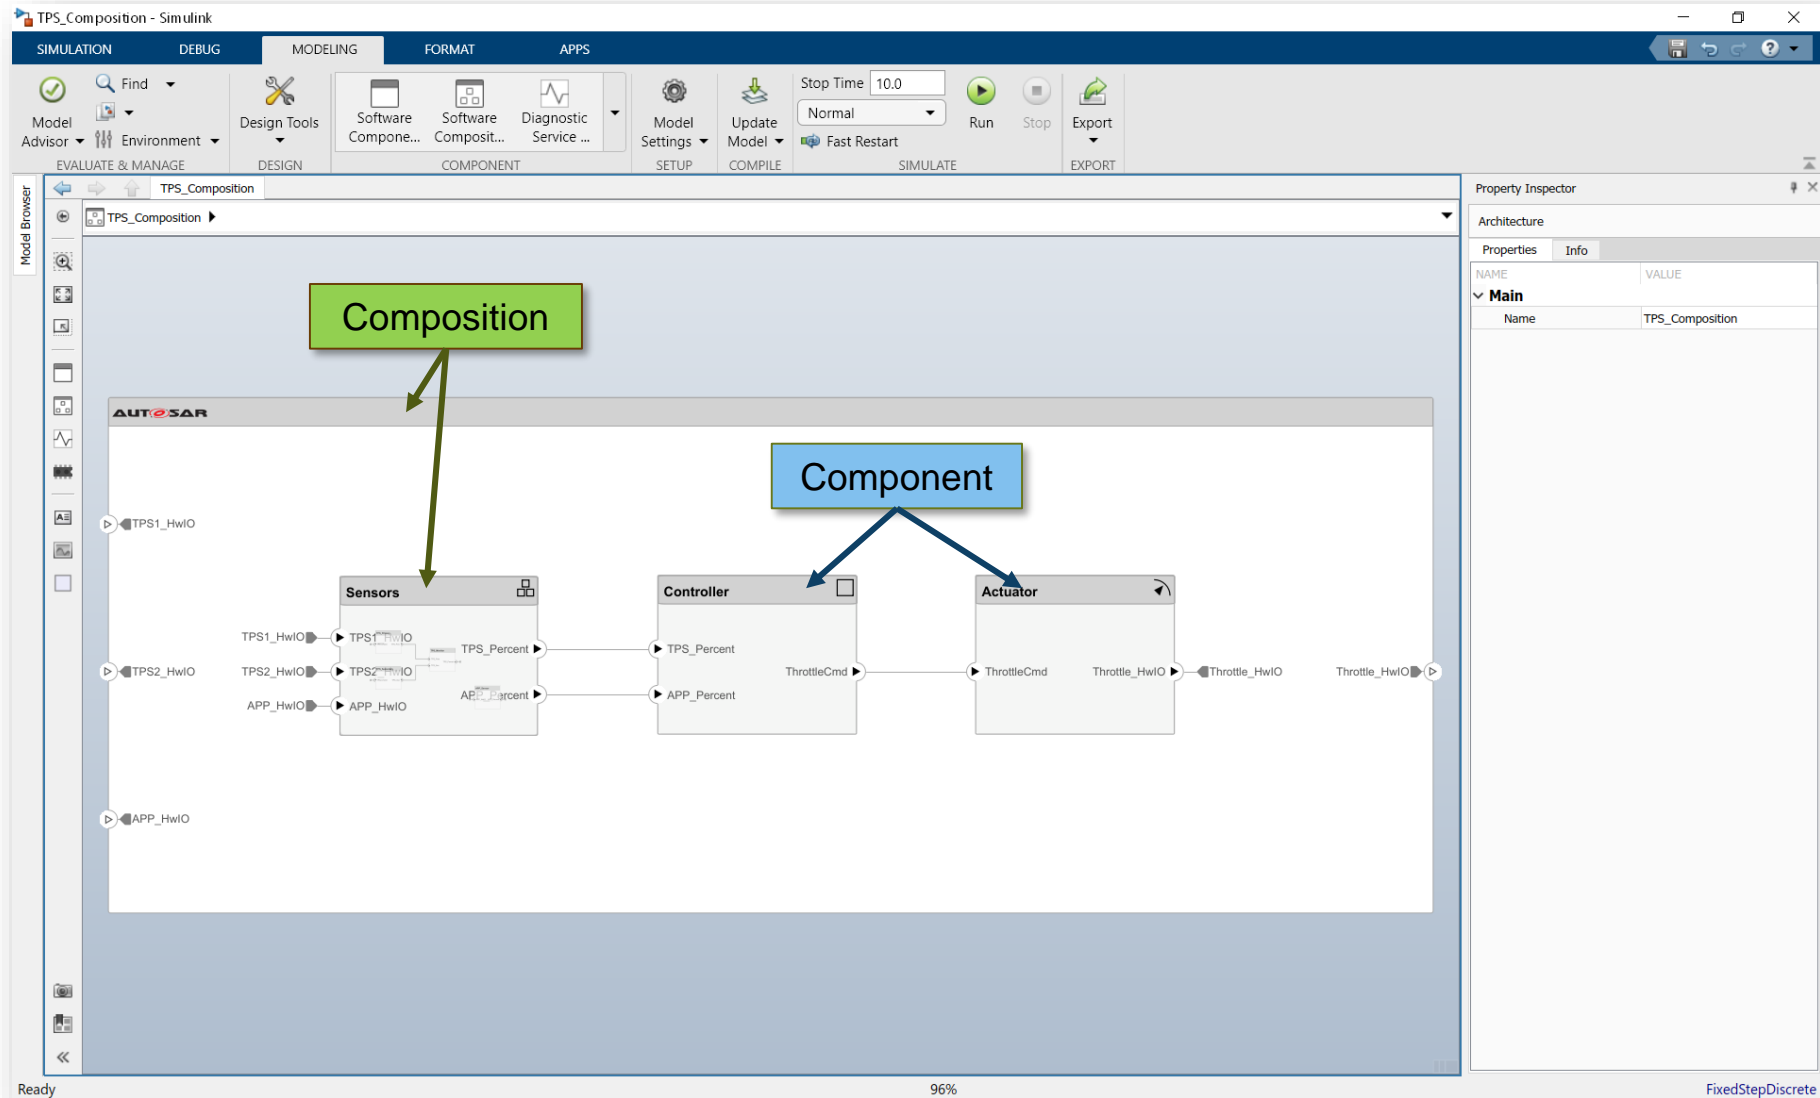 TPS_Composition - Simulink
SIMULATION DEBUG MODELING FORMAT APPS
Find
Model Advisor
Environment
EVALUATE & MANAGE
Design Tools
DESIGN
Software Compone...
Software Composit...
Diagnostic Service ...
COMPONENT
Model Settings
SETUP
Update Model
COMPILE
Stop Time 10.0
Normal
Fast Restart
Run
Stop
SIMULATE
Export
EXPORT
Model Browser
TPS_Composition
TPS_Composition
Property Inspector
Architecture
Properties Info
NAME VALUE
Main
Name TPS_Composition
Composition
AUTOSAR
Component
TPS1_HwIO
TPS2_HwIO
APP_HwIO
TPS1_HwIO
TPS2_HwIO
APP_HwIO
Sensors
TPS1_HwIO
TPS2_HwIO
APP_HwIO
TPS_Percent
APP_Percent
Controller
TPS_Percent
APP_Percent
ThrottleCmd
Actuator
ThrottleCmd
Throttle_HwIO
Throttle_HwIO
Throttle_HwIO
Ready 96% FixedStepDiscrete